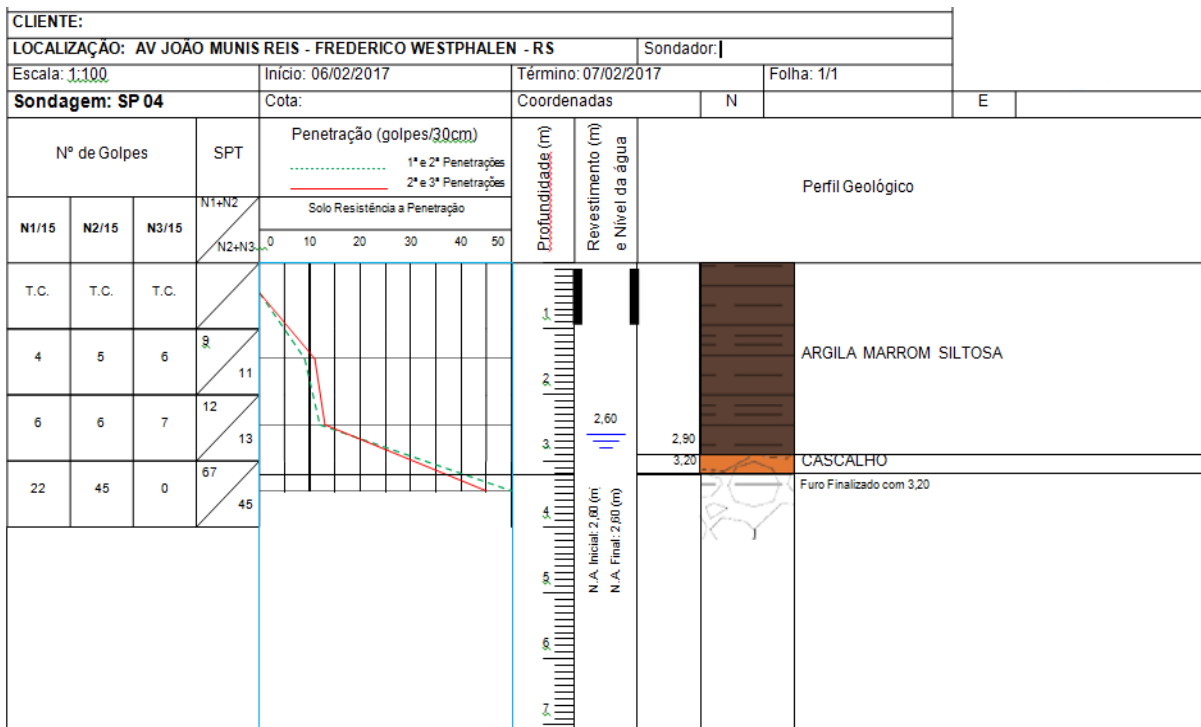 CLIENTE:
LOCALIZAÇÃO: AV JOÃO MUNIS REIS - FREDERICO WESTPHALEN - RS Sondador:
Escala: 1:100 Início: 06/02/2017 Término: 07/02/2017 Folha: 1/1
Sondagem: SP 04 Cota: Coordenadas N E
Nº de Golpes SPT
Penetração (golpes/30cm)
1ª e 2ª Penetrações
2ª e 3ª Penetrações
Profundidade (m)
Revestimento (m)
e Nível da água
Perfil Geológico
N1/15 N2/15 N3/15
N1+N2
N2+N3
Solo Resistência a Penetração
0 10 20 30 40 50
T.C. T.C. T.C.
1
4 5 6 9 11
ARGILA MARROM SILTOSA
2
6 6 7 12 13
2,60
3
2,90
3,20 CASCALHO
22 45 0 67 45
Furo Finalizado com 3,20
N.A. Inicial: 2,60 (m)
N.A. Final: 2,60 (m)
4
5
6
7